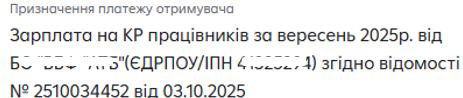 Призначення платежу отримувача
Зарплата на КР працівників за вересень 2025р. від
(ЄДРПОУ/ІПН) згідно відомості
№ 2510034452 від 03.10.2025